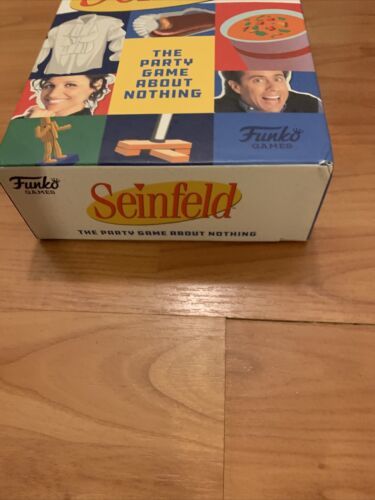 THE
PARTY
GAME
ABOUT
NOTHING
Funko
GAMES
Funko
GAMES
Seinfeld
THE PARTY GAME ABOUT NOTHING